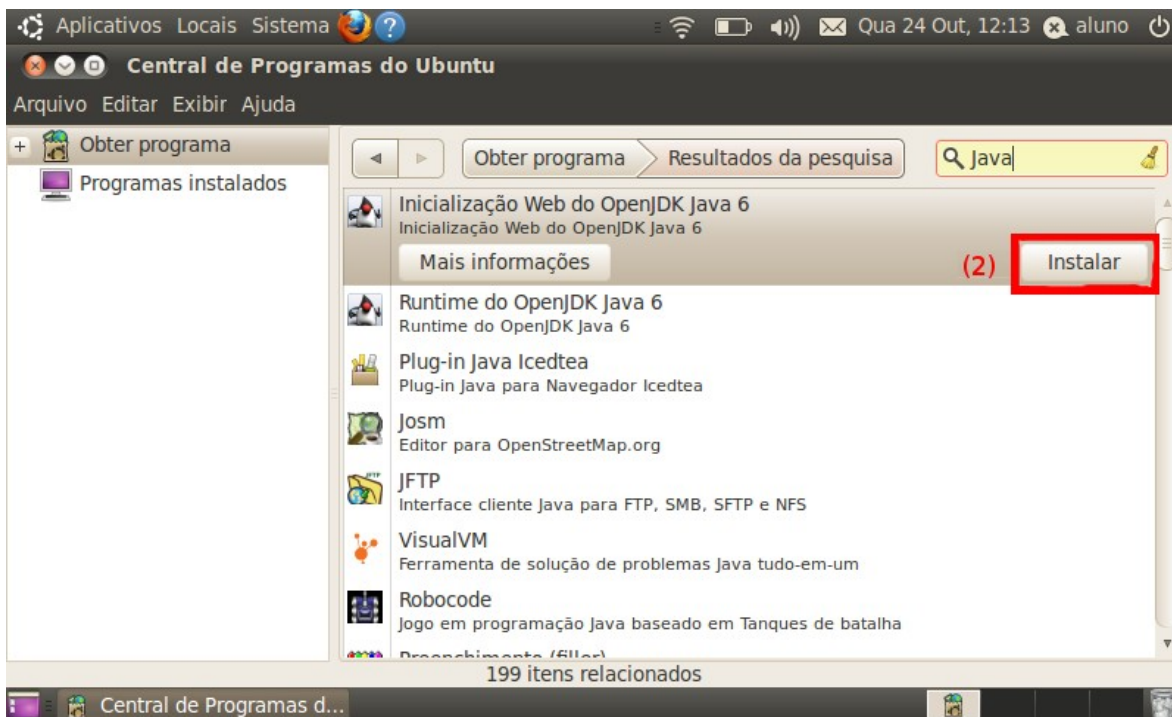 Aplicativos Locais Sistema ? Qua 24 Out, 12:13 aluno
Central de Programas do Ubuntu
Arquivo Editar Exibir Ajuda
Obter programa
Programas instalados
Obter programa Resultados da pesquisa Java
Inicialização Web do OpenJDK Java 6
Inicialização Web do OpenJDK Java 6
Mais informações (2) Instalar
Runtime do OpenJDK Java 6
Runtime do OpenJDK Java 6
Plug-in Java Icedtea
Plug-in Java para Navegador Icedtea
Josm
Editor para OpenStreetMap.org
JFTP
Interface cliente Java para FTP, SMB, SFTP e NFS
VisualVM
Ferramenta de solução de problemas Java tudo-em-um
Robocode
Jogo em programação Java baseado em Tanques de batalha
Preenchimento (filler)
199 itens relacionados
Central de Programas d...